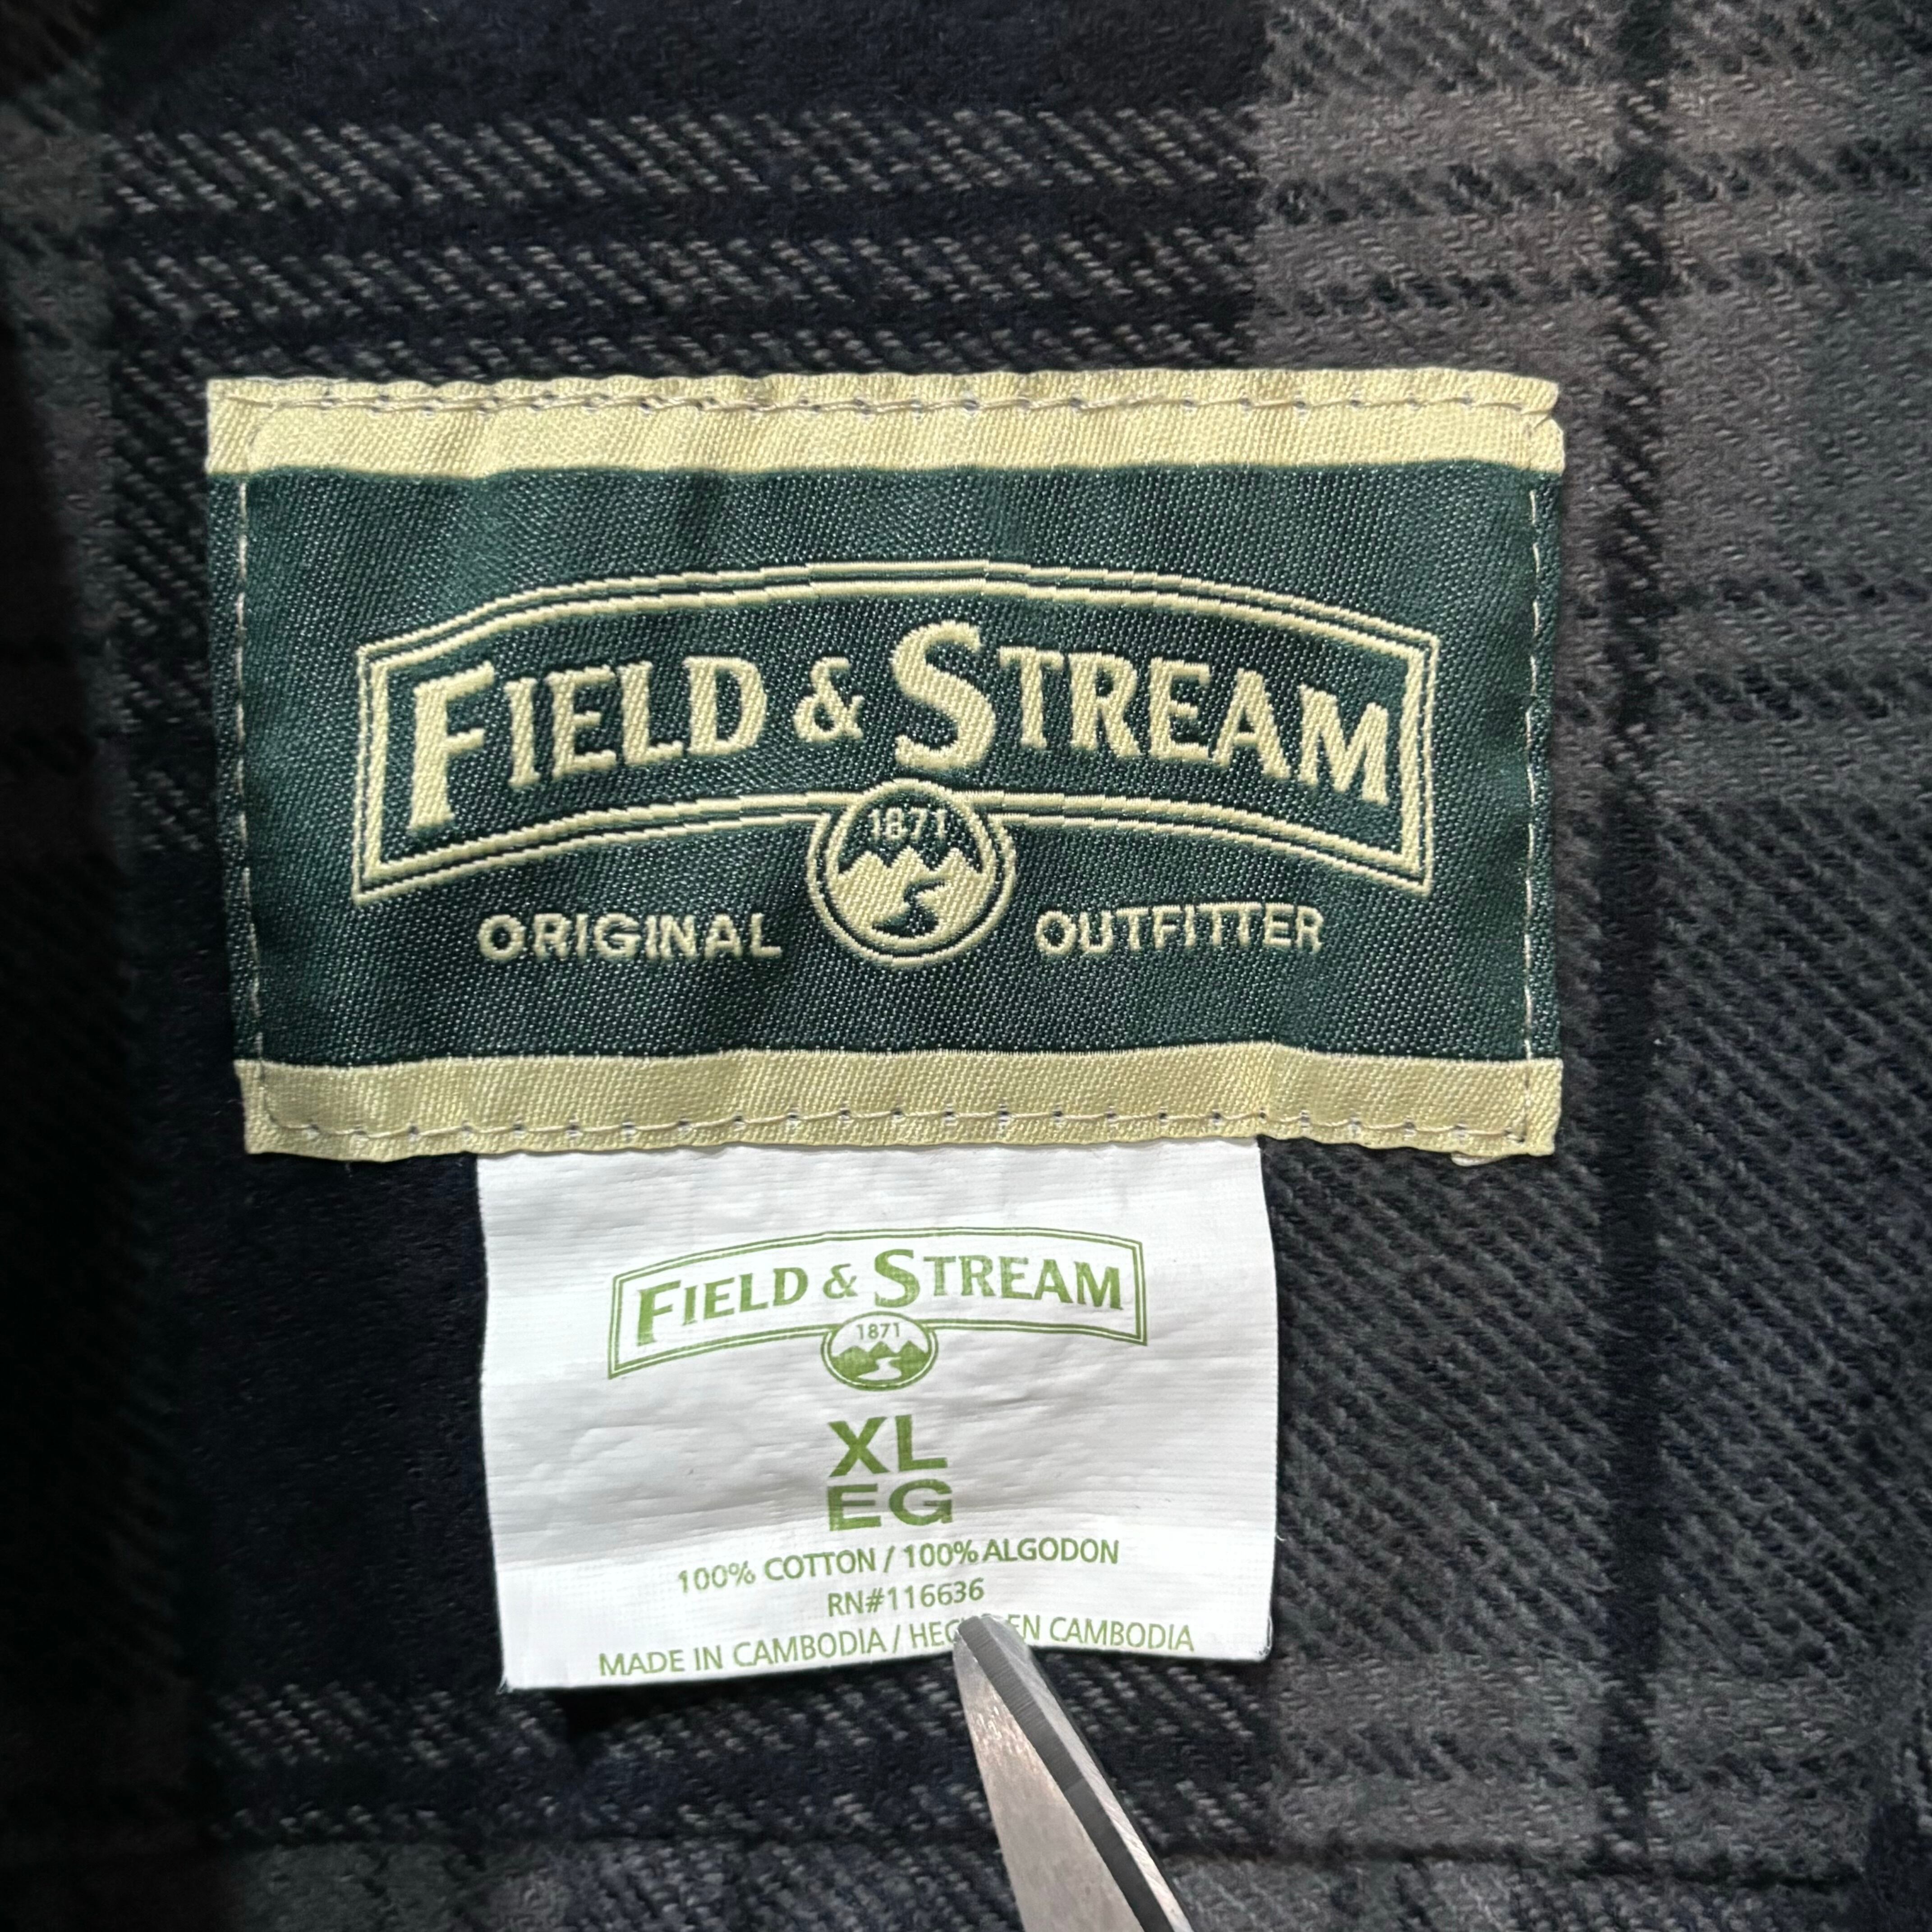 FIELD & STREAM
1871
ORIGINAL OUTFITTER
FIELD & STREAM
1871
XL
EG
100% COTTON / 100% ALGODON
RN#116636
MADE IN CAMBODIA / EN CAMBODIA